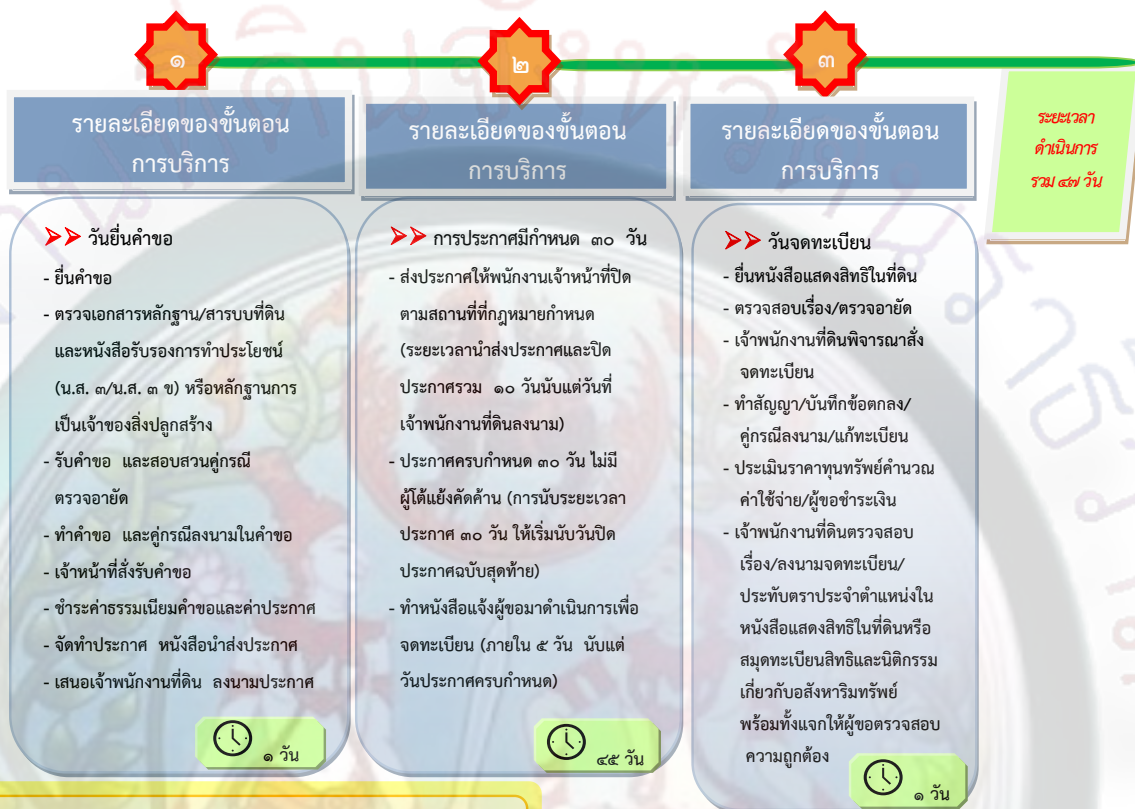 ๑
รายละเอียดของขั้นตอน
การบริการ
วันยื่นคำขอ
- ยื่นคำขอ
- ตรวจเอกสารหลักฐาน/สารบบที่ดิน
และหนังสือรับรองการทำประโยชน์
(น.ส. ๓/น.ส. ๓ ข) หรือหลักฐานการ
เป็นเจ้าของสิ่งปลูกสร้าง
- รับคำขอ และสอบสวนคู่กรณี
ตรวจอายัด
- ทำคำขอ และคู่กรณีลงนามในคำขอ
- เจ้าหน้าที่สั่งรับคำขอ
- ชำระค่าธรรมเนียมคำขอและค่าประกาศ
- จัดทำประกาศ หนังสือนำส่งประกาศ
- เสนอเจ้าพนักงานที่ดิน ลงนามประกาศ
๑ วัน
๒
รายละเอียดของขั้นตอน
การบริการ
การประกาศมีกำหนด ๓๐ วัน
- ส่งประกาศให้พนักงานเจ้าหน้าที่ปิด
ตามสถานที่ที่กฎหมายกำหนด
(ระยะเวลานำส่งประกาศและปิด
ประกาศรวม ๑๐ วันนับแต่วันที่
เจ้าพนักงานที่ดินลงนาม)
- ประกาศครบกำหนด ๓๐ วัน ไม่มี
ผู้โต้แย้งคัดค้าน (การนับระยะเวลา
ประกาศ ๓๐ วัน ให้เริ่มนับวันปิด
ประกาศฉบับสุดท้าย)
- ทำหนังสือแจ้งผู้ขอมาดำเนินการเพื่อ
จดทะเบียน (ภายใน ๕ วัน นับแต่
วันประกาศครบกำหนด)
๔๕ วัน
๓
รายละเอียดของขั้นตอน
การบริการ
วันจดทะเบียน
- ยื่นหนังสือแสดงสิทธิในที่ดิน
- ตรวจสอบเรื่อง/ตรวจอายัด
- เจ้าพนักงานที่ดินพิจารณาสั่ง
จดทะเบียน
- ทำสัญญา/บันทึกข้อตกลง/
คู่กรณีลงนาม/แก้ทะเบียน
- ประเมินราคาทุนทรัพย์คำนวณ
ค่าใช้จ่าย/ผู้ขอชำระเงิน
- เจ้าพนักงานที่ดินตรวจสอบ
เรื่อง/ลงนามจดทะเบียน/
ประทับตราประจำตำแหน่งใน
หนังสือแสดงสิทธิในที่ดินหรือ
สมุดทะเบียนสิทธิและนิติกรรม
เกี่ยวกับอสังหาริมทรัพย์
พร้อมทั้งแจกให้ผู้ขอตรวจสอบ
ความถูกต้อง
๑ วัน
ระยะเวลา
ดำเนินการ
รวม ๔๗ วัน